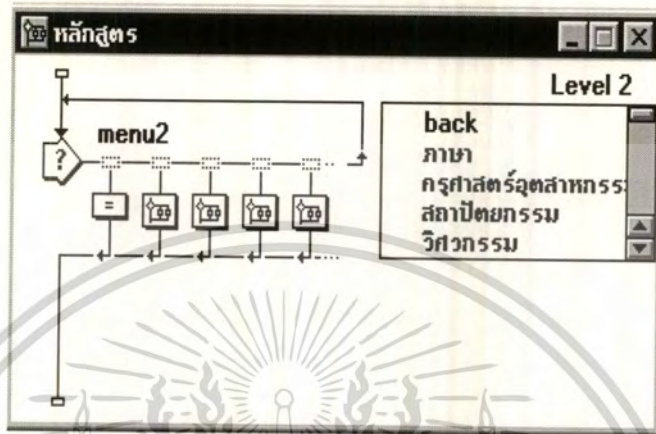 หลักสูตร
Level 2
menu2
?
=
back
ภาษา
ครุศาสตร์อุตสาหกรร
สถาปัตยกรรม
วิศวกรรม